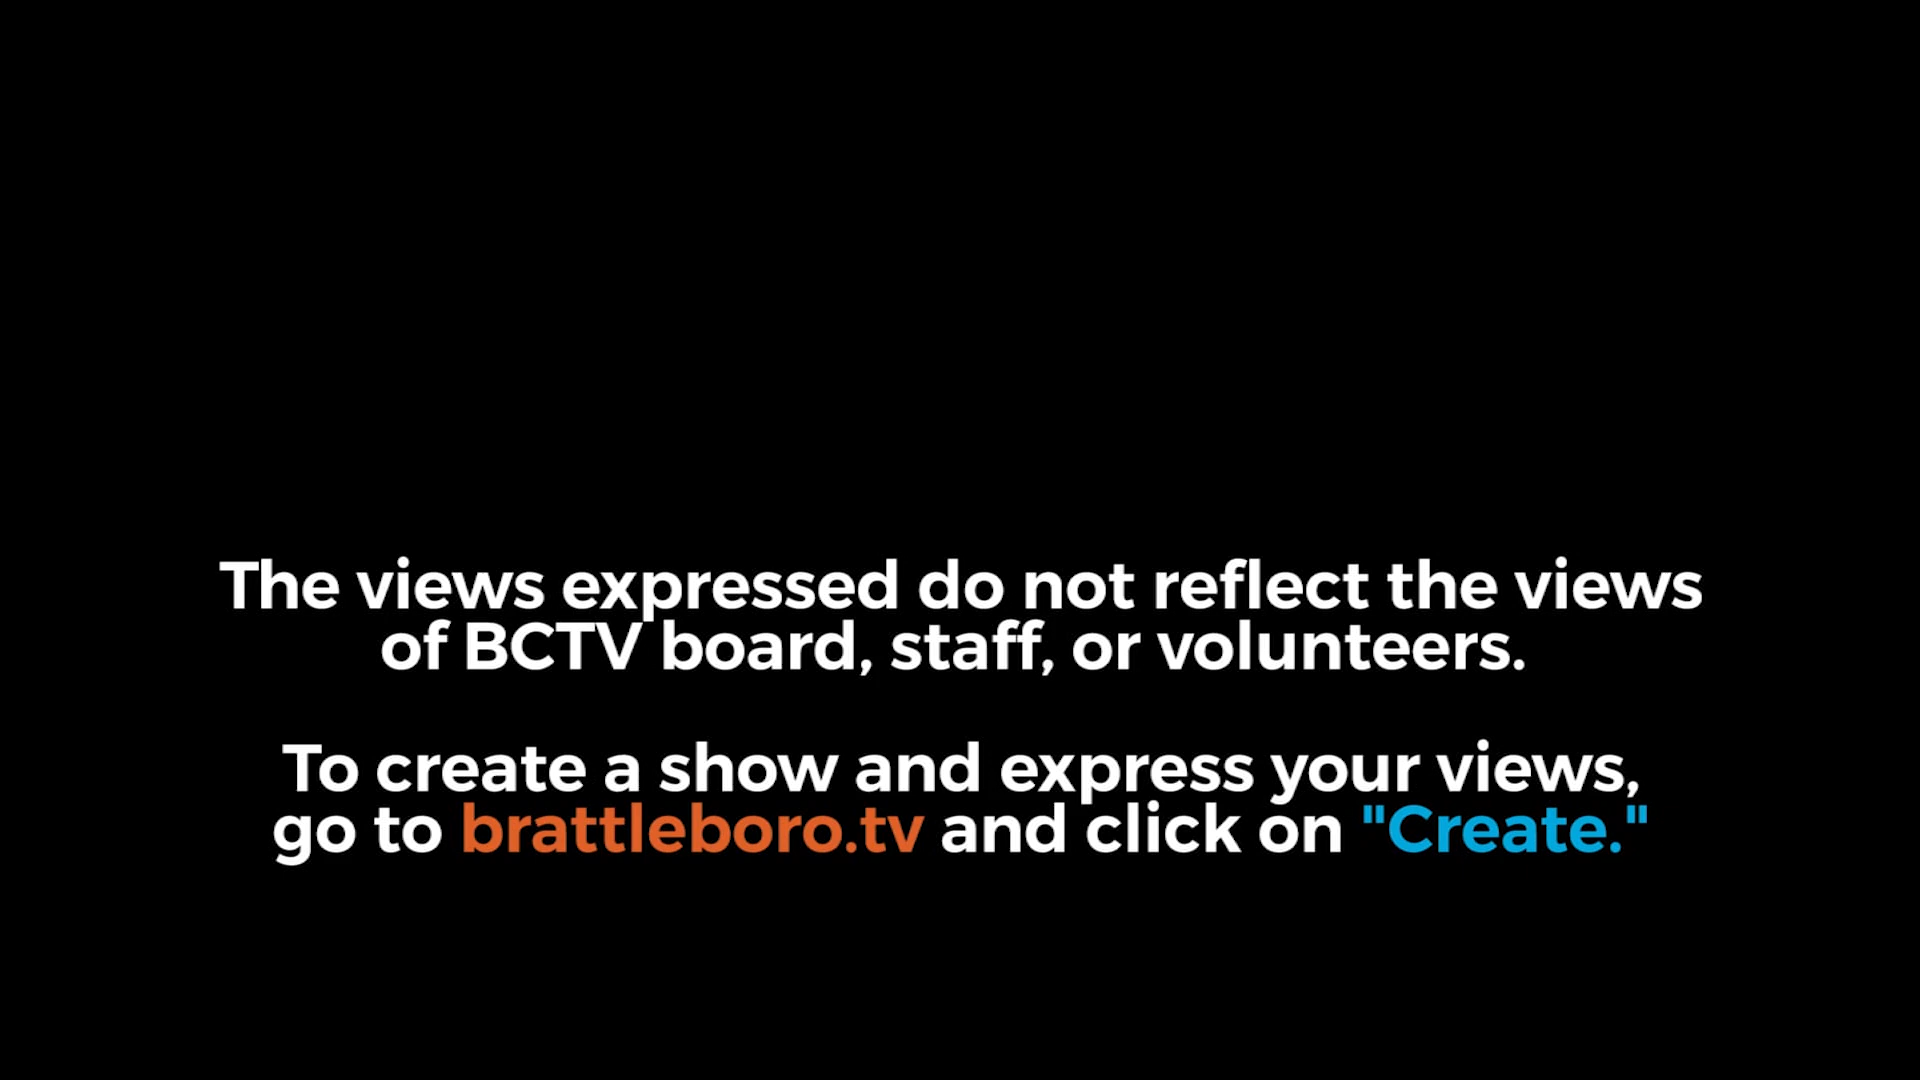 The views expressed do not reflect the views
of BCTV board, staff, or volunteers.
To create a show and express your views,
go to brattleboro.tv and click on "Create."